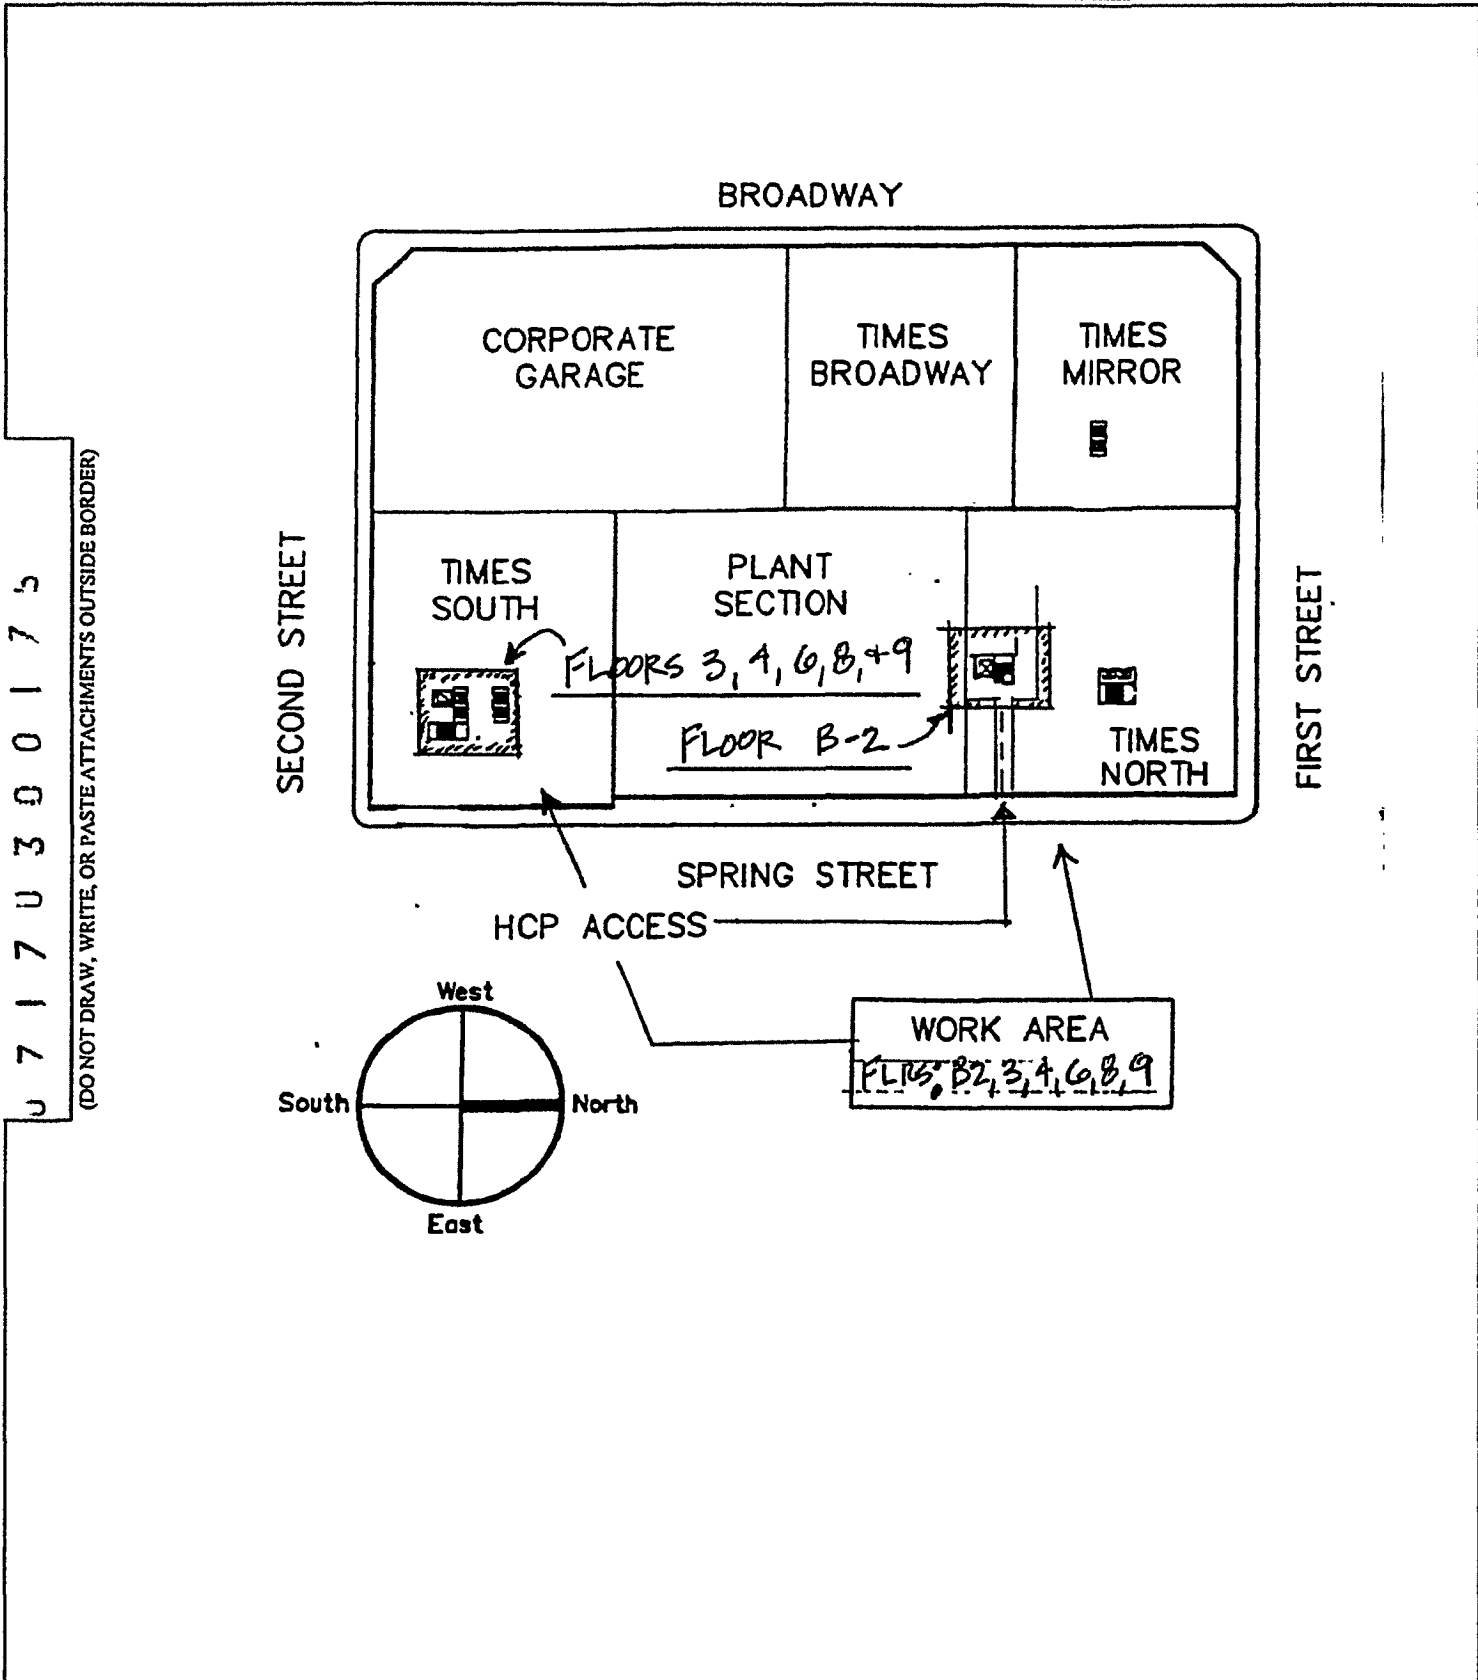 BROADWAY
CORPORATE
GARAGE
TIMES
BROADWAY
TIMES
MIRROR
SECOND STREET
TIMES
SOUTH
PLANT
SECTION
FLOORS 3, 4, 6, 8, +9
FLOOR B-2
TIMES
NORTH
FIRST STREET
SPRING STREET
HCP ACCESS
WORK AREA
FLRS. B2, 3, 4, 6, 8, 9
West
South
North
East
(DO NOT DRAW, WRITE, OR PASTE ATTACHMENTS OUTSIDE BORDER)